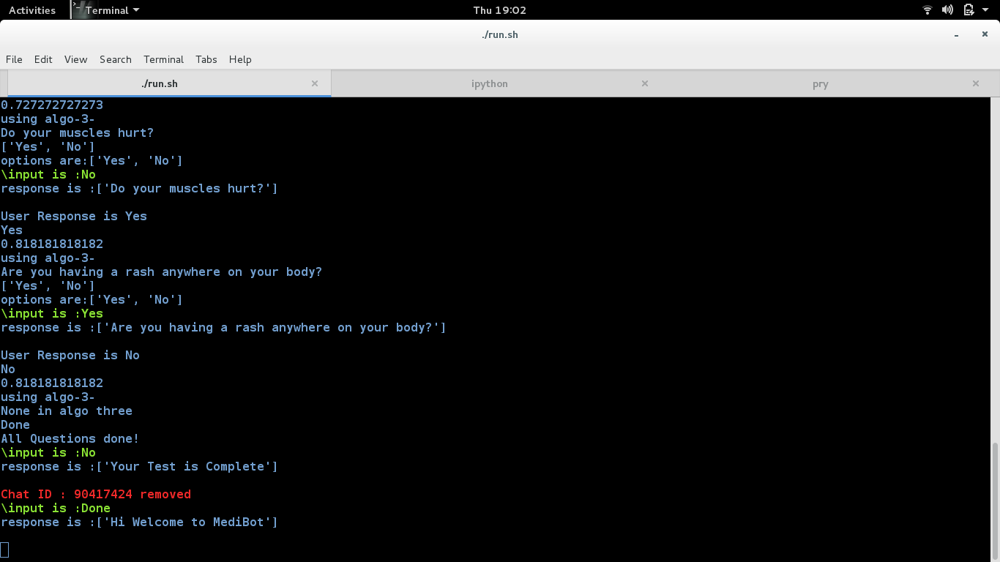 Activities
Terminal
Thu 19:02
./run.sh
File Edit View Search Terminal Tabs Help
./run.sh
ipython
pry
0.727272727273
using algo-3-
Do your muscles hurt?
['Yes', 'No']
options are:['Yes', 'No']
\input is :No
response is :['Do your muscles hurt?']
User Response is Yes
Yes
0.818181818182
using algo-3-
Are you having a rash anywhere on your body?
['Yes', 'No']
options are:['Yes', 'No']
\input is :Yes
response is :['Are you having a rash anywhere on your body?']
User Response is No
No
0.818181818182
using algo-3-
None in algo three
Done
All Questions done!
\input is :No
response is :['Your Test is Complete']
Chat ID : 90417424 removed
\input is :Done
response is :['Hi Welcome to MediBot']